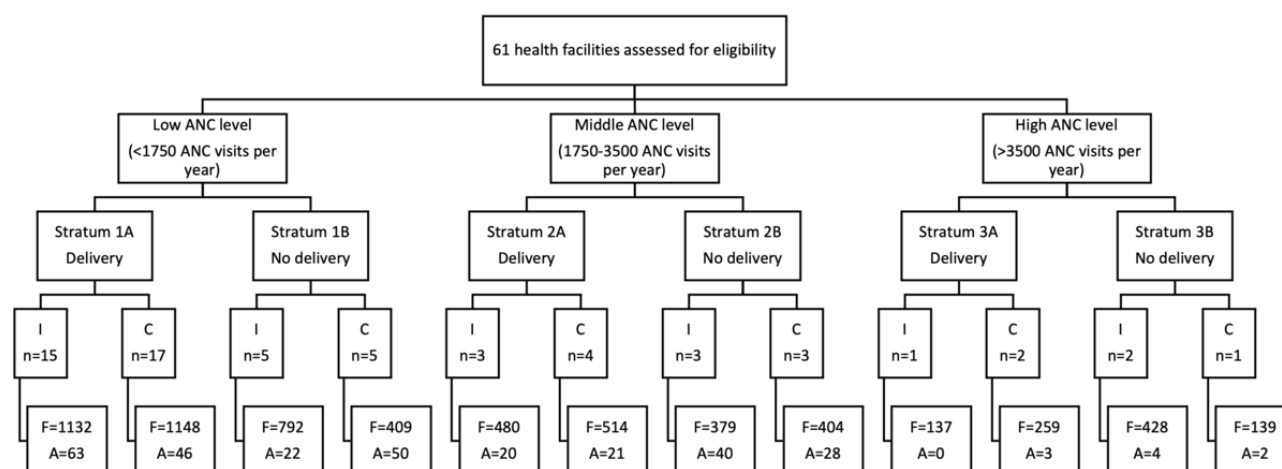 61 health facilities assessed for eligibility
Low ANC level
(<1750 ANC visits per
year)
Middle ANC level
(1750-3500 ANC visits
per year)
High ANC level
(>3500 ANC visits per
year)
Stratum 1A
Delivery
Stratum 1B
No delivery
Stratum 2A
Delivery
Stratum 2B
No delivery
Stratum 3A
Delivery
Stratum 3B
No delivery
I
n=15
C
n=17
I
n=5
C
n=5
I
n=3
C
n=4
I
n=3
C
n=3
I
n=1
C
n=2
I
n=2
C
n=1
F=1132
A=63
F=1148
A=46
F=792
A=22
F=409
A=50
F=480
A=20
F=514
A=21
F=379
A=40
F=404
A=28
F=137
A=0
F=259
A=3
F=428
A=4
F=139
A=2